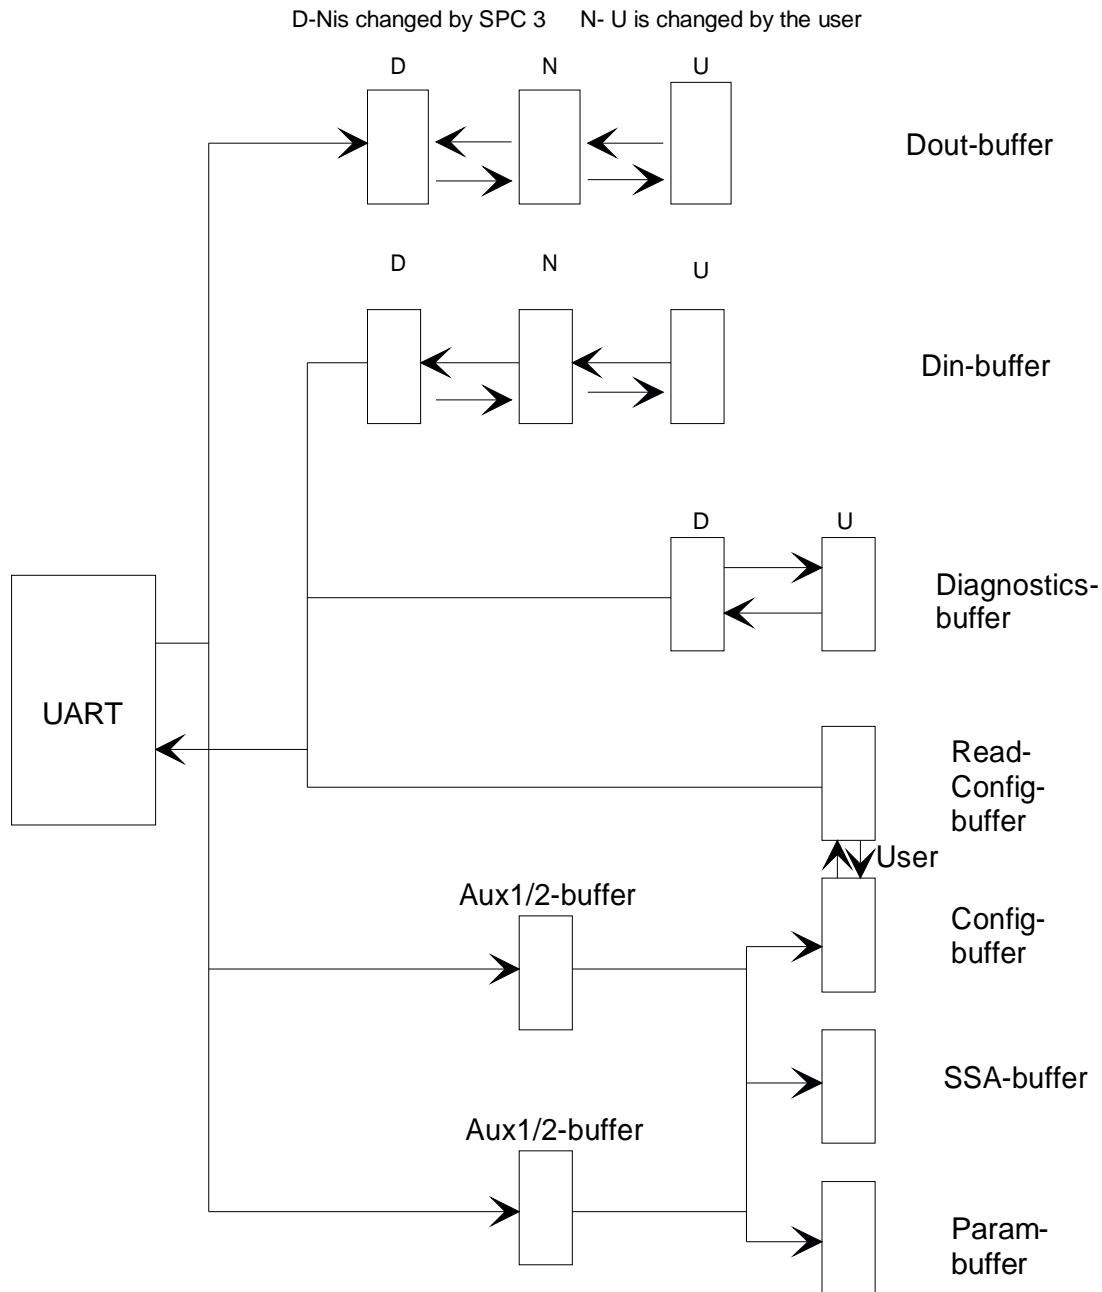 D-Nis changed by SPC 3 N- U is changed by the user
D N U
Dout-buffer
D N U
Din-buffer
D U
Diagnostics-
buffer
UART
Read-
Config-
buffer
User
Aux1/2-buffer
Config-
buffer
SSA-buffer
Aux1/2-buffer
Param-
buffer